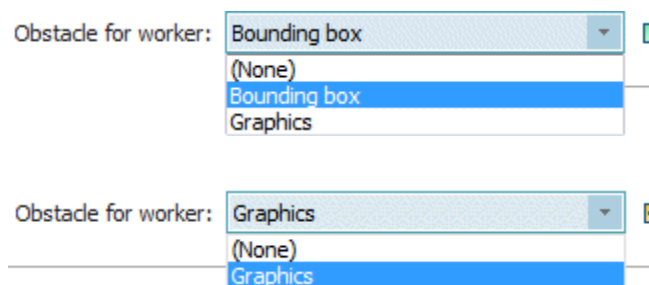 Obstacle for worker: Bounding box
(None)
Bounding box
Graphics
Obstacle for worker: Graphics
(None)
Graphics